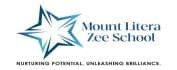 Mount Litera
Zee School
NURTURING POTENTIAL. UNLEASHING BRILLIANCE.